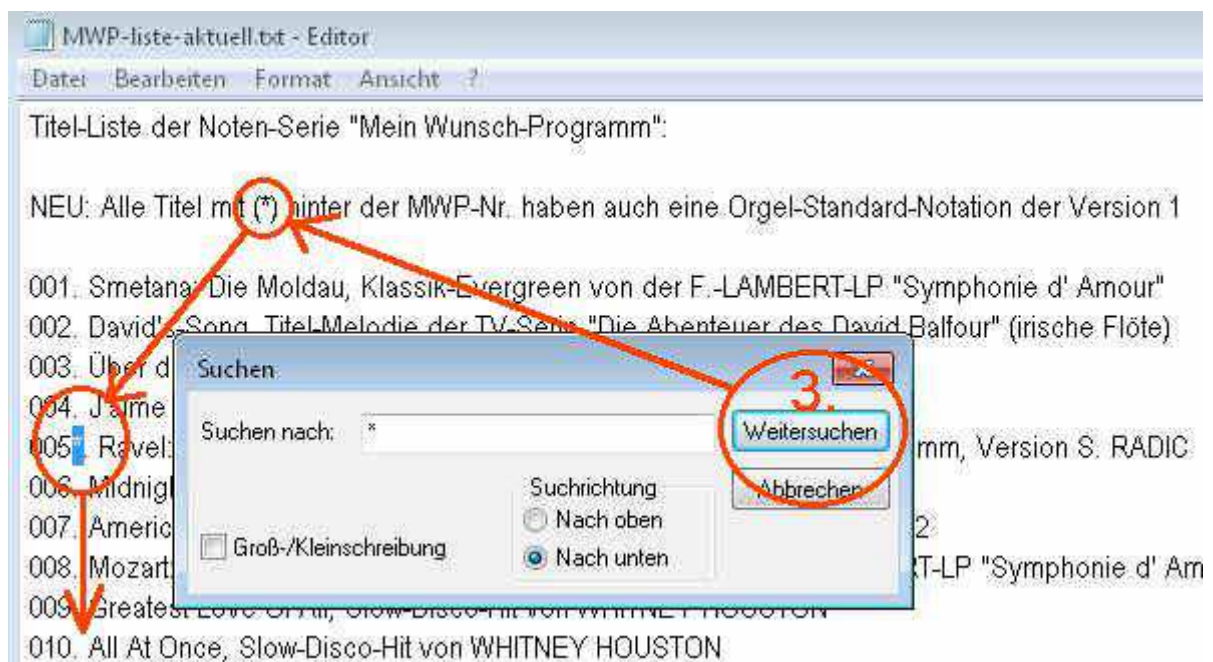 MWP-liste-aktuell.txt - Editor
Datei Bearbeiten Format Ansicht ?
Titel-Liste der Noten-Serie "Mein Wunsch-Programm":
NEU: Alle Titel mit (*) hinter der MWP-Nr. haben auch eine Orgel-Standard-Notation der Version 1
001. Smetana: Die Moldau, Klassik-Evergreen von der F.-LAMBERT-LP "Symphonie d' Amour"
002. David's-Song, Titel-Melodie der TV-Serie "Die Abenteuer des David Balfour" (irische Flöte)
003. Über d
004. J'aime
005*. Ravel: mm, Version S. RADIC
006. Midnigl
007. Americ 2
008. Mozart: RT-LP "Symphonie d' Am
009. Greatest Love Of All, Slow-Disco-Hit von WHITNEY HOUSTON
010. All At Once, Slow-Disco-Hit von WHITNEY HOUSTON
Suchen
3.
Suchen nach: *
Weitersuchen
Suchrichtung
Abbrechen
Nach oben
Groß-/Kleinschreibung
Nach unten